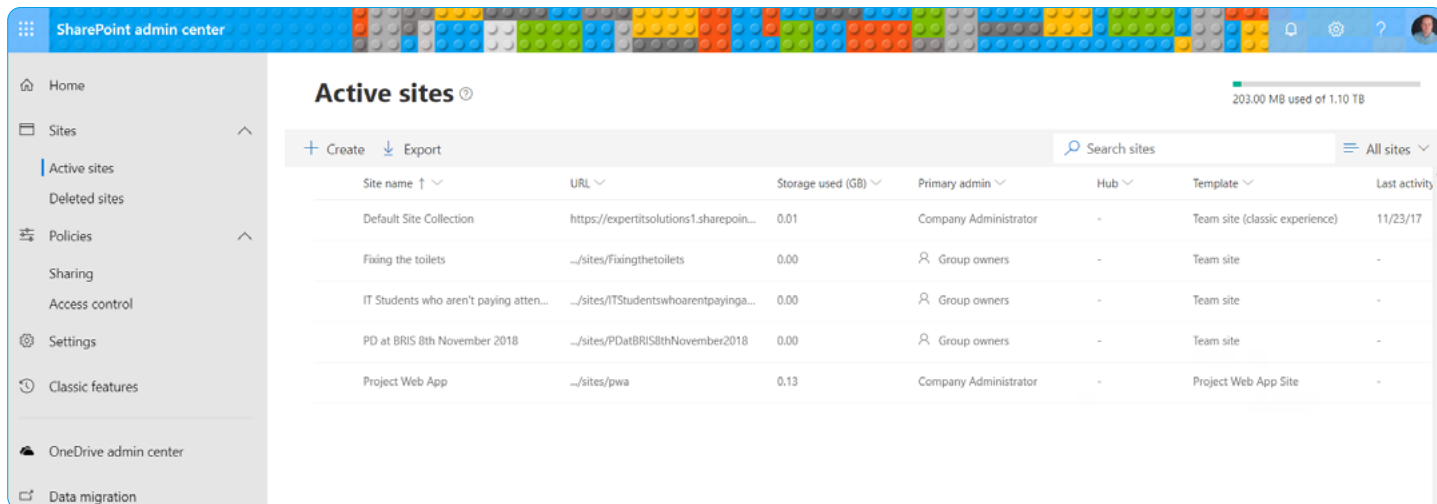 SharePoint admin center
?
Home
Sites
Active sites
Deleted sites
Policies
Sharing
Access control
Settings
Classic features
OneDrive admin center
Data migration
Active sites ?
203.00 MB used of 1.10 TB
+ Create Export
Search sites
All sites
Site name ↑ URL Storage used (GB) Primary admin Hub Template Last activity
Default Site Collection https://expertitsolutions1.sharepoin... 0.01 Company Administrator - Team site (classic experience) 11/23/17
Fixing the toilets .../sites/Fixingthetoilets 0.00 Group owners - Team site -
IT Students who aren't paying atten... .../sites/ITStudentswhoarentpayinga... 0.00 Group owners - Team site -
PD at BRIS 8th November 2018 .../sites/PDatBRIS8thNovember2018 0.00 Group owners - Team site -
Project Web App .../sites/pwa 0.13 Company Administrator - Project Web App Site -